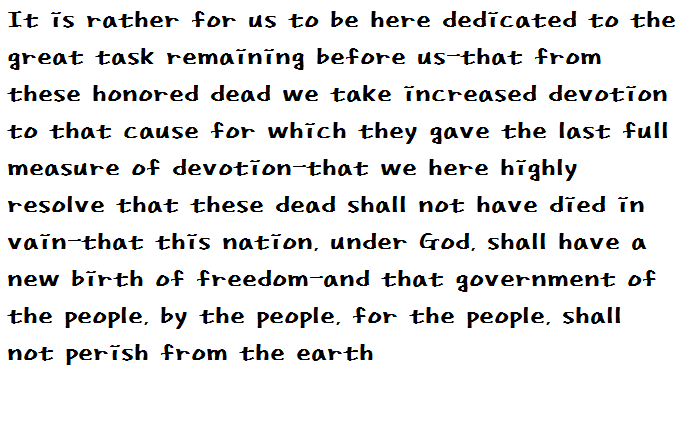 It is rather for us to be here dedicated to the
great task remaining before us—that from
these honored dead we take increased devotion
to that cause for which they gave the last full
measure of devotion—that we here highly
resolve that these dead shall not have died in
vain—that this nation, under God, shall have a
new birth of freedom—and that government of
the people, by the people, for the people, shall
not perish from the earth